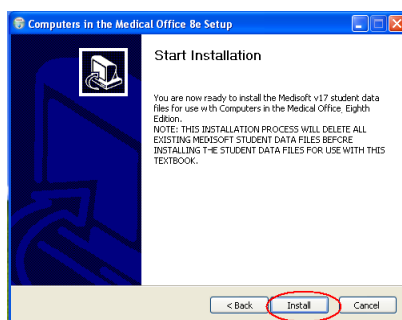 Computers in the Medical Office 8e Setup
Start Installation
You are now ready to install the Medisoft v17 student data
files for use with Computers in the Medical Office, Eighth
Edition.
NOTE: THIS INSTALLATION PROCESS WILL DELETE ALL
EXISTING MEDISOFT STUDENT DATA FILES BEFORE
INSTALLING THE STUDENT DATA FILES FOR USE WITH THIS
TEXTBOOK.
< Back Install Cancel